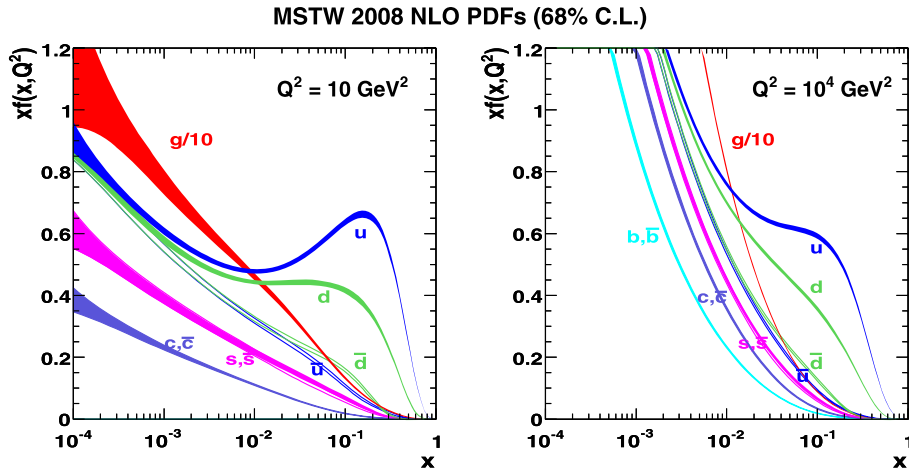 MSTW 2008 NLO PDFs (68% C.L.)
xf(x,Q²)
1.2
1
0.8
0.6
0.4
0.2
0
Q² = 10 GeV²
g/10
u
d
c,c̅
s,s̅
u̅
d̅
10⁻⁴
10⁻³
10⁻²
10⁻¹
1
x
xf(x,Q²)
1.2
1
0.8
0.6
0.4
0.2
0
Q² = 10⁴ GeV²
g/10
b,b̅
u
d
c,c̅
s,s̅
d̅
u̅
10⁻⁴
10⁻³
10⁻²
10⁻¹
1
x